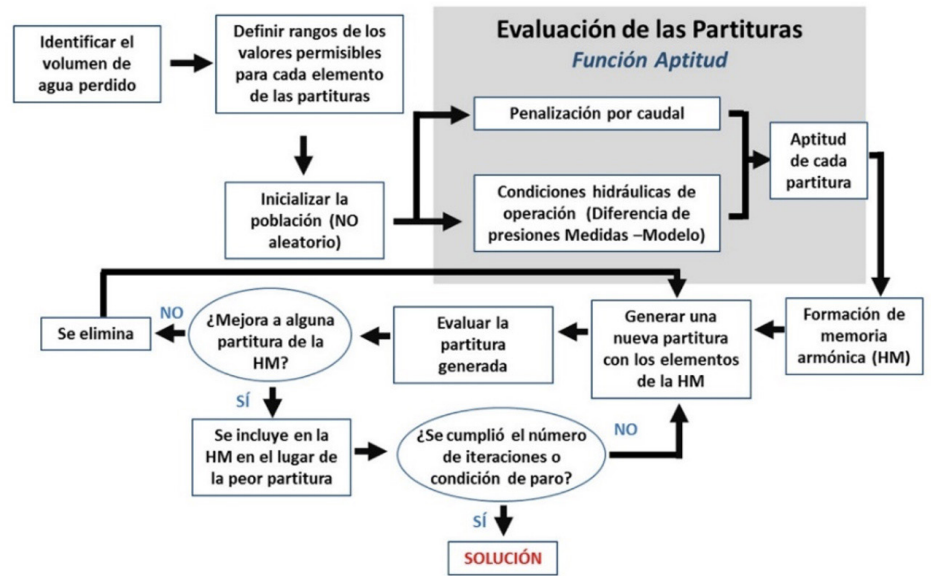 Identificar el
volumen de
agua perdido
Definir rangos de los
valores permisibles
para cada elemento
de las partituras
Evaluación de las Partituras
Función Aptitud
Penalización por caudal
Aptitud
de cada
partitura
Inicializar la
población (NO
aleatorio)
Condiciones hidráulicas de
operación (Diferencia de
presiones Medidas –Modelo)
Formación de
memoria
armónica (HM)
Generar una
nueva partitura
con los elementos
de la HM
Evaluar la
partitura
generada
¿Mejora a alguna
partitura de la
HM?
NO
Se elimina
SÍ
Se incluye en la
HM en el lugar de
la peor partitura
¿Se cumplió el número
de iteraciones o
condición de paro?
NO
SÍ
SOLUCIÓN